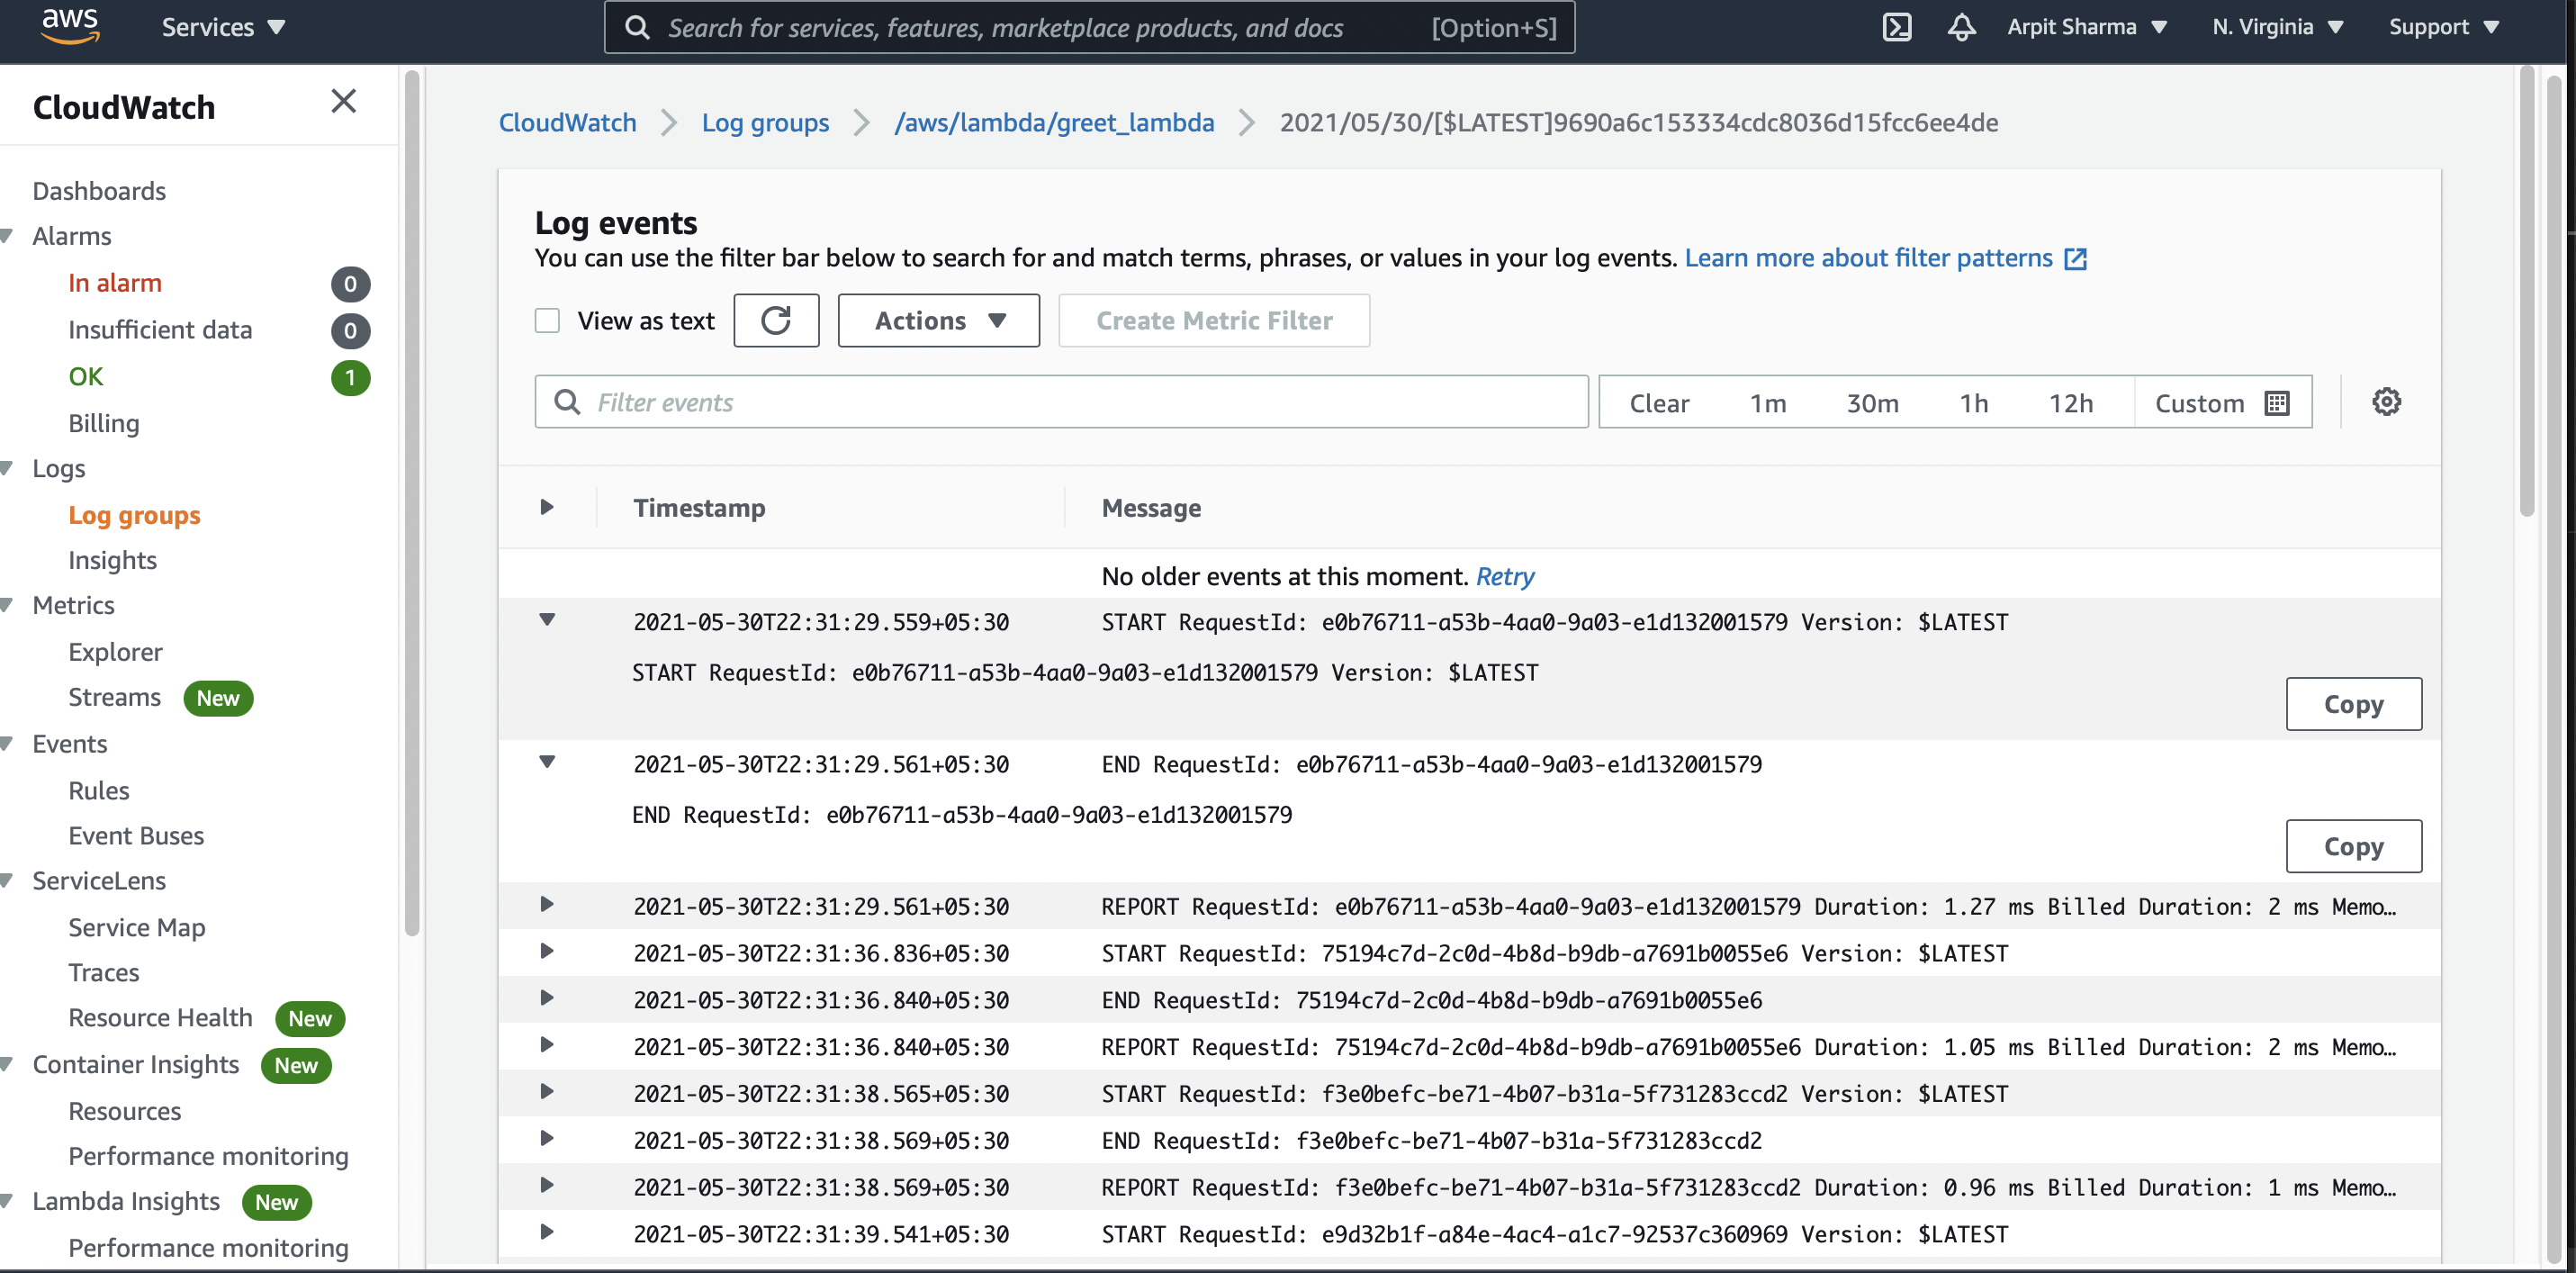 aws Services Search for services, features, marketplace products, and docs [Option+S] Arpit Sharma N. Virginia Support
CloudWatch
Dashboards
Alarms
In alarm 0
Insufficient data 0
OK 1
Billing
Logs
Log groups
Insights
Metrics
Explorer
Streams New
Events
Rules
Event Buses
ServiceLens
Service Map
Traces
Resource Health New
Container Insights New
Resources
Performance monitoring
Lambda Insights New
Performance monitoring
CloudWatch Log groups /aws/lambda/greet_lambda 2021/05/30/[$LATEST]9690a6c153334cdc8036d15fcc6ee4de
Log events
You can use the filter bar below to search for and match terms, phrases, or values in your log events. Learn more about filter patterns
View as text Actions Create Metric Filter
Filter events Clear 1m 30m 1h 12h Custom
Timestamp Message
No older events at this moment. Retry
2021-05-30T22:31:29.559+05:30 START RequestId: e0b76711-a53b-4aa0-9a03-e1d132001579 Version: $LATEST
START RequestId: e0b76711-a53b-4aa0-9a03-e1d132001579 Version: $LATEST
Copy
2021-05-30T22:31:29.561+05:30 END RequestId: e0b76711-a53b-4aa0-9a03-e1d132001579
END RequestId: e0b76711-a53b-4aa0-9a03-e1d132001579
Copy
2021-05-30T22:31:29.561+05:30 REPORT RequestId: e0b76711-a53b-4aa0-9a03-e1d132001579 Duration: 1.27 ms Billed Duration: 2 ms Memo…
2021-05-30T22:31:36.836+05:30 START RequestId: 75194c7d-2c0d-4b8d-b9db-a7691b0055e6 Version: $LATEST
2021-05-30T22:31:36.840+05:30 END RequestId: 75194c7d-2c0d-4b8d-b9db-a7691b0055e6
2021-05-30T22:31:36.840+05:30 REPORT RequestId: 75194c7d-2c0d-4b8d-b9db-a7691b0055e6 Duration: 1.05 ms Billed Duration: 2 ms Memo…
2021-05-30T22:31:38.565+05:30 START RequestId: f3e0befc-be71-4b07-b31a-5f731283ccd2 Version: $LATEST
2021-05-30T22:31:38.569+05:30 END RequestId: f3e0befc-be71-4b07-b31a-5f731283ccd2
2021-05-30T22:31:38.569+05:30 REPORT RequestId: f3e0befc-be71-4b07-b31a-5f731283ccd2 Duration: 0.96 ms Billed Duration: 1 ms Memo…
2021-05-30T22:31:39.541+05:30 START RequestId: e9d32b1f-a84e-4ac4-a1c7-92537c360969 Version: $LATEST